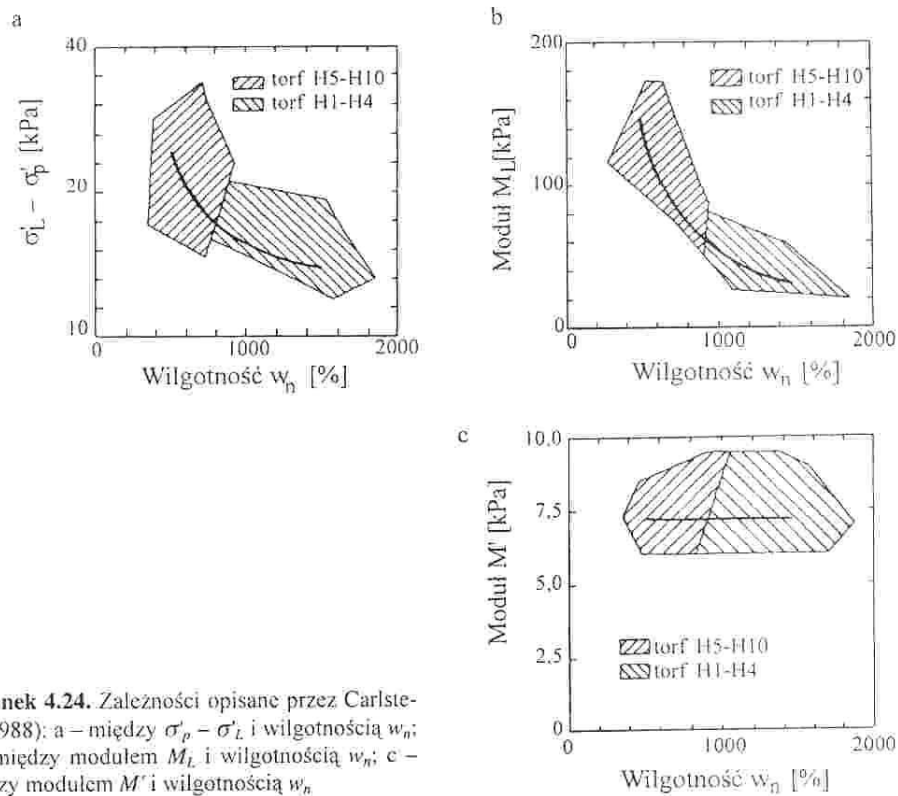 a
40
20
10
σ'L – σ'p [kPa]
torf H5-H10
torf H1-H4
0 1000 2000
Wilgotność wn [%]
b
200
100
0
Moduł ML[kPa]
torf H5-H10
torf H1-H4
0 1000 2000
Wilgotność wn [%]
c
10,0
7,5
5,0
2,5
0
Moduł M' [kPa]
torf H5-H10
torf H1-H4
0 1000 2000
Wilgotność wn [%]
nek 4.24. Zależności opisane przez Carlste-
988): a – między σ'p – σ'L i wilgotnością wn;
między modułem ML i wilgotnością wn; c –
zy modułem M' i wilgotnością wn